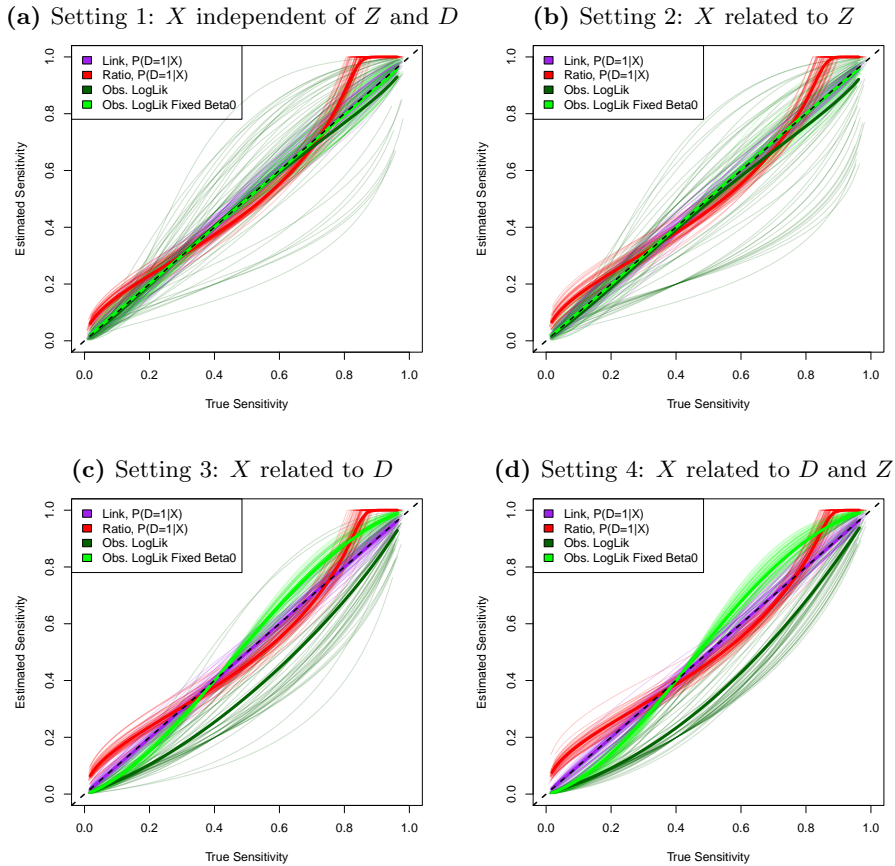 (a) Setting 1: X independent of Z and D
Link, P(D=1|X)
Ratio, P(D=1|X)
Obs. LogLik
Obs. LogLik Fixed Beta0
Estimated Sensitivity
0.0 0.2 0.4 0.6 0.8 1.0
0.0 0.2 0.4 0.6 0.8 1.0
True Sensitivity
(b) Setting 2: X related to Z
Link, P(D=1|X)
Ratio, P(D=1|X)
Obs. LogLik
Obs. LogLik Fixed Beta0
Estimated Sensitivity
0.0 0.2 0.4 0.6 0.8 1.0
0.0 0.2 0.4 0.6 0.8 1.0
True Sensitivity
(c) Setting 3: X related to D
Link, P(D=1|X)
Ratio, P(D=1|X)
Obs. LogLik
Obs. LogLik Fixed Beta0
Estimated Sensitivity
0.0 0.2 0.4 0.6 0.8 1.0
0.0 0.2 0.4 0.6 0.8 1.0
True Sensitivity
(d) Setting 4: X related to D and Z
Link, P(D=1|X)
Ratio, P(D=1|X)
Obs. LogLik
Obs. LogLik Fixed Beta0
Estimated Sensitivity
0.0 0.2 0.4 0.6 0.8 1.0
0.0 0.2 0.4 0.6 0.8 1.0
True Sensitivity